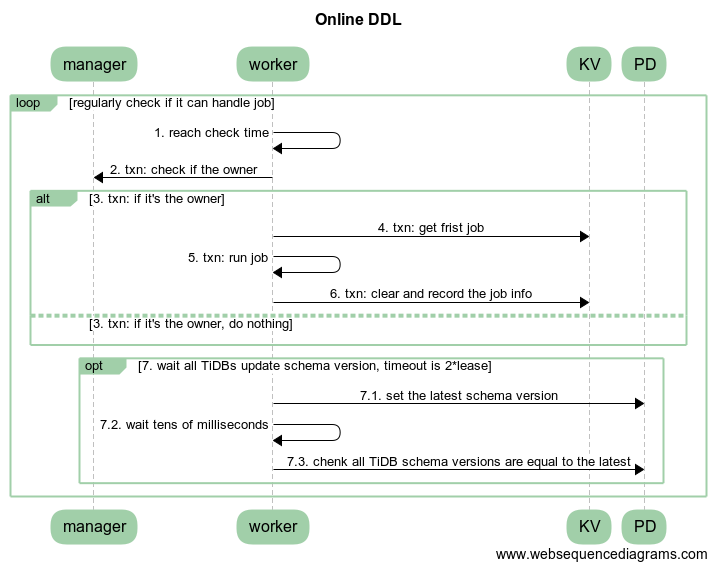 Online DDL
manager
worker
KV
PD
loop
[regularly check if it can handle job]
1. reach check time
2. txn: check if the owner
alt
[3. txn: if it's the owner]
4. txn: get frist job
5. txn: run job
6. txn: clear and record the job info
[3. txn: if it's the owner, do nothing]
opt
[7. wait all TiDBs update schema version, timeout is 2*lease]
7.1. set the latest schema version
7.2. wait tens of milliseconds
7.3. chenk all TiDB schema versions are equal to the latest
manager
worker
KV
PD
www.websequencediagrams.com